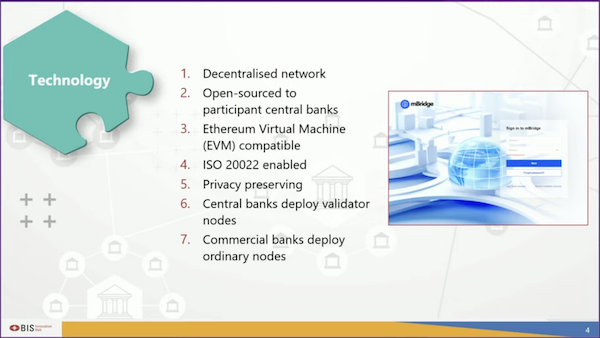 Technology
1. Decentralised network
2. Open-sourced to
participant central banks
3. Ethereum Virtual Machine
(EVM) compatible
4. ISO 20022 enabled
5. Privacy preserving
6. Central banks deploy validator
nodes
7. Commercial banks deploy
ordinary nodes
mBridge
Sign in to mBridge
BIS Innovation
Hub
4